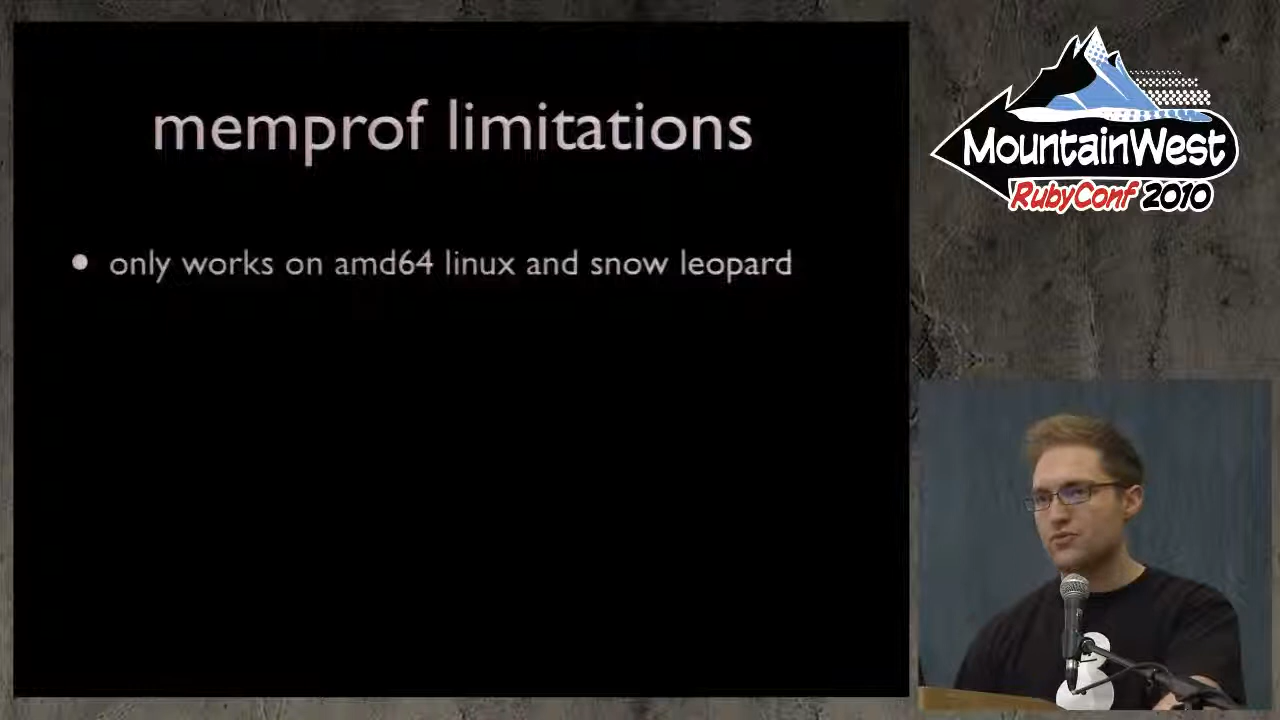 memprof limitations
• only works on amd64 linux and snow leopard
MountainWest
RubyConf 2010